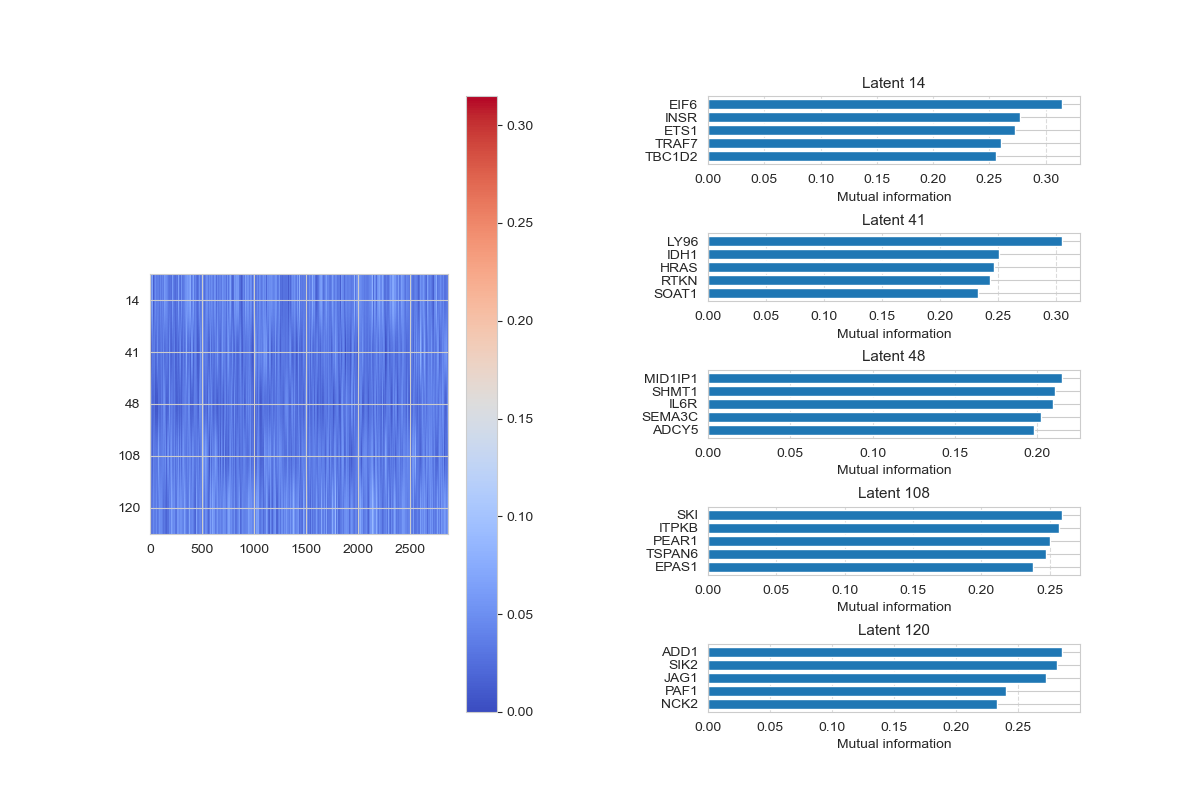 14
41
48
108
120
0 500 1000 1500 2000 2500
0.30
0.25
0.20
0.15
0.10
0.05
0.00
Latent 14
EIF6
INSR
ETS1
TRAF7
TBC1D2
0.00 0.05 0.10 0.15 0.20 0.25 0.30
Mutual information
Latent 41
LY96
IDH1
HRAS
RTKN
SOAT1
0.00 0.05 0.10 0.15 0.20 0.25 0.30
Mutual information
Latent 48
MID1IP1
SHMT1
IL6R
SEMA3C
ADCY5
0.00 0.05 0.10 0.15 0.20
Mutual information
Latent 108
SKI
ITPKB
PEAR1
TSPAN6
EPAS1
0.00 0.05 0.10 0.15 0.20 0.25
Mutual information
Latent 120
ADD1
SIK2
JAG1
PAF1
NCK2
0.00 0.05 0.10 0.15 0.20 0.25
Mutual information